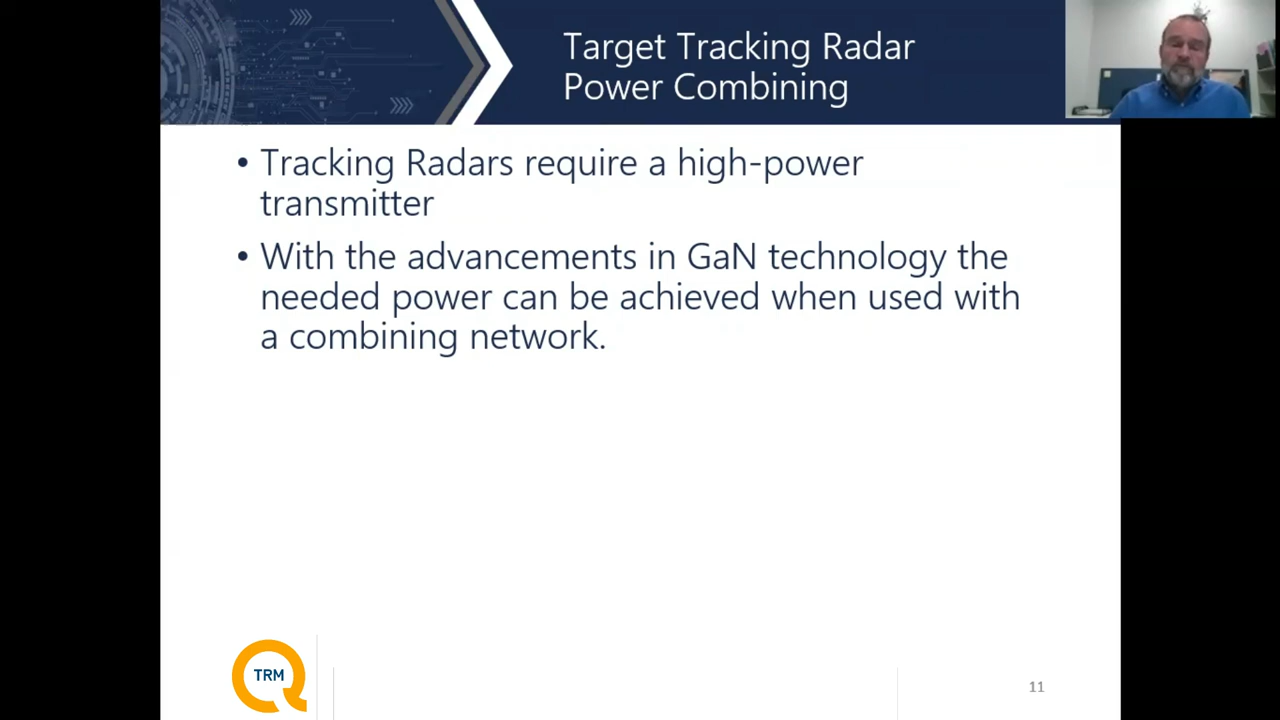 Target Tracking Radar
Power Combining
• Tracking Radars require a high-power
transmitter
• With the advancements in GaN technology the
needed power can be achieved when used with
a combining network.
TRM
11